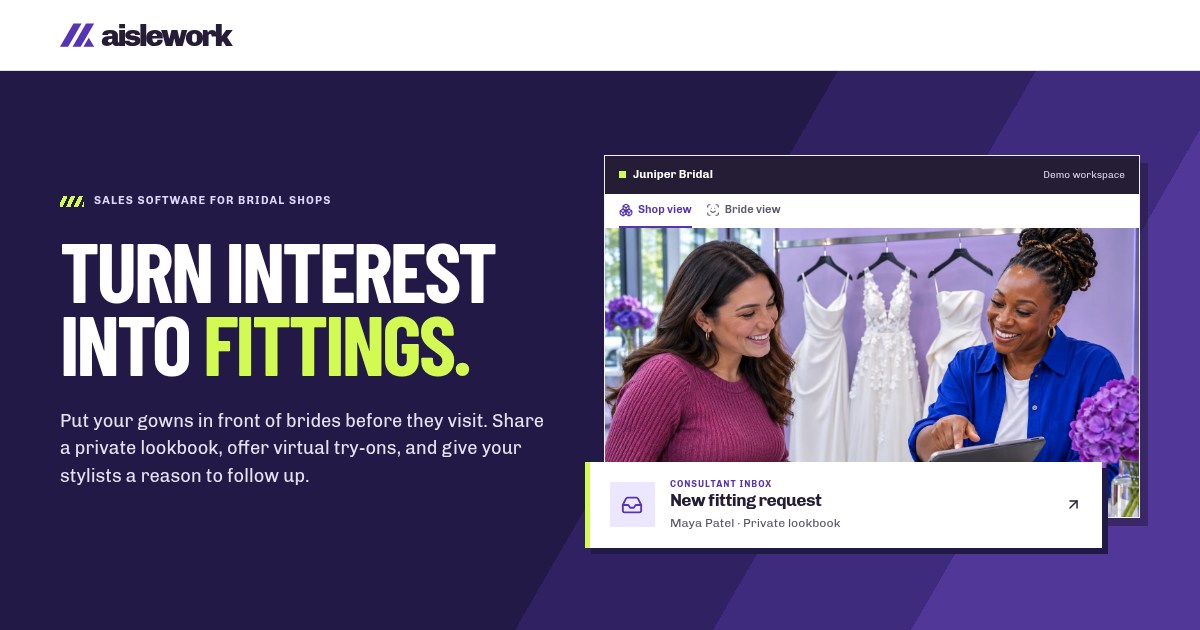 aislework
SALES SOFTWARE FOR BRIDAL SHOPS
TURN INTEREST
INTO FITTINGS.
Put your gowns in front of brides before they visit. Share
a private lookbook, offer virtual try-ons, and give your
stylists a reason to follow up.
Juniper Bridal
Demo workspace
Shop view
Bride view
CONSULTANT INBOX
New fitting request
Maya Patel · Private lookbook